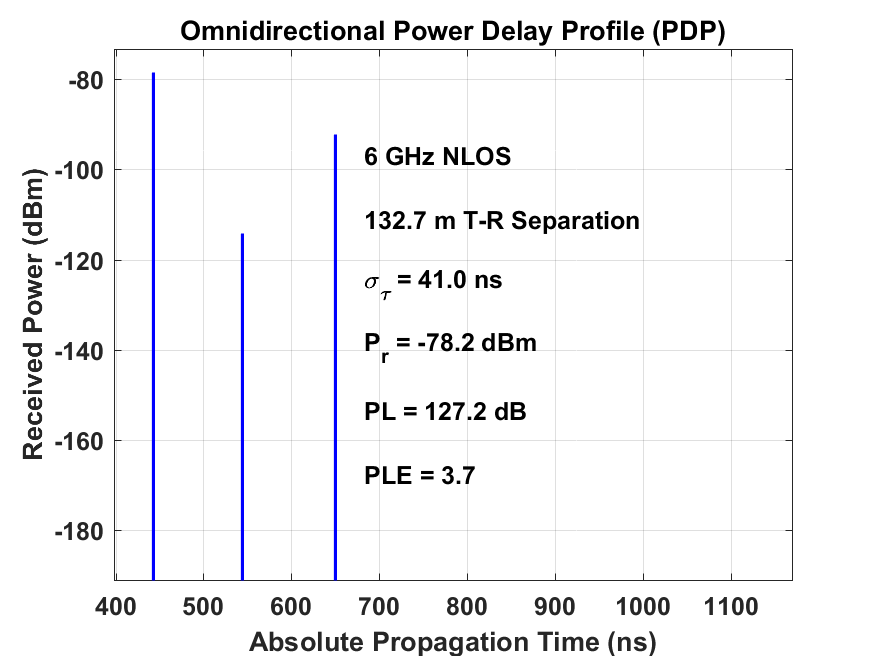 Omnidirectional Power Delay Profile (PDP)
Received Power (dBm)
-80
-100
-120
-140
-160
-180
6 GHz NLOS
132.7 m T-R Separation
σ_τ = 41.0 ns
P_r = -78.2 dBm
PL = 127.2 dB
PLE = 3.7
400 500 600 700 800 900 1000 1100
Absolute Propagation Time (ns)